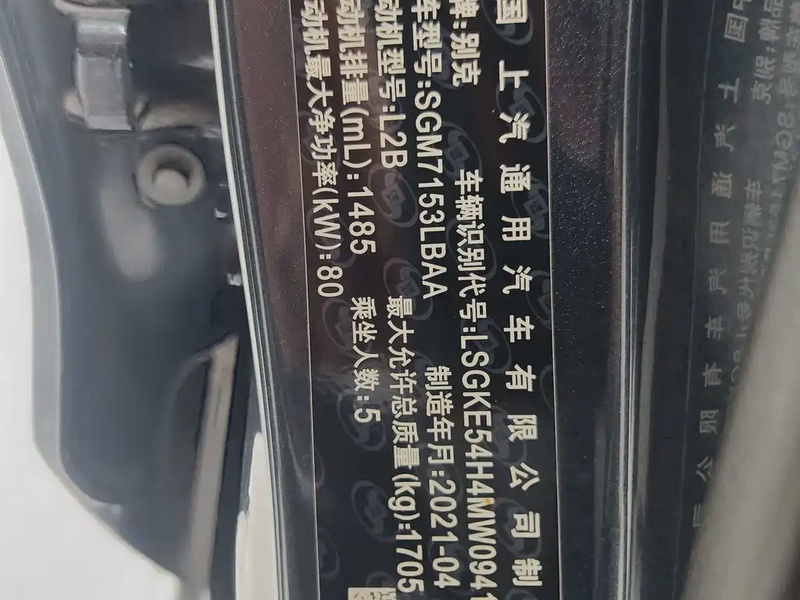 国 上 汽 通 用 汽 车 有 限 公 司 制
牌:别克 车辆识别代号:LSGKE54H4MW0941
车型号:SGM7153LBAA 制造年月:2021-04
动机型号:L2B 最大允许总质量(kg):1705
动机排量(mL):1485 乘坐人数:5
动机最大净功率(kW):80